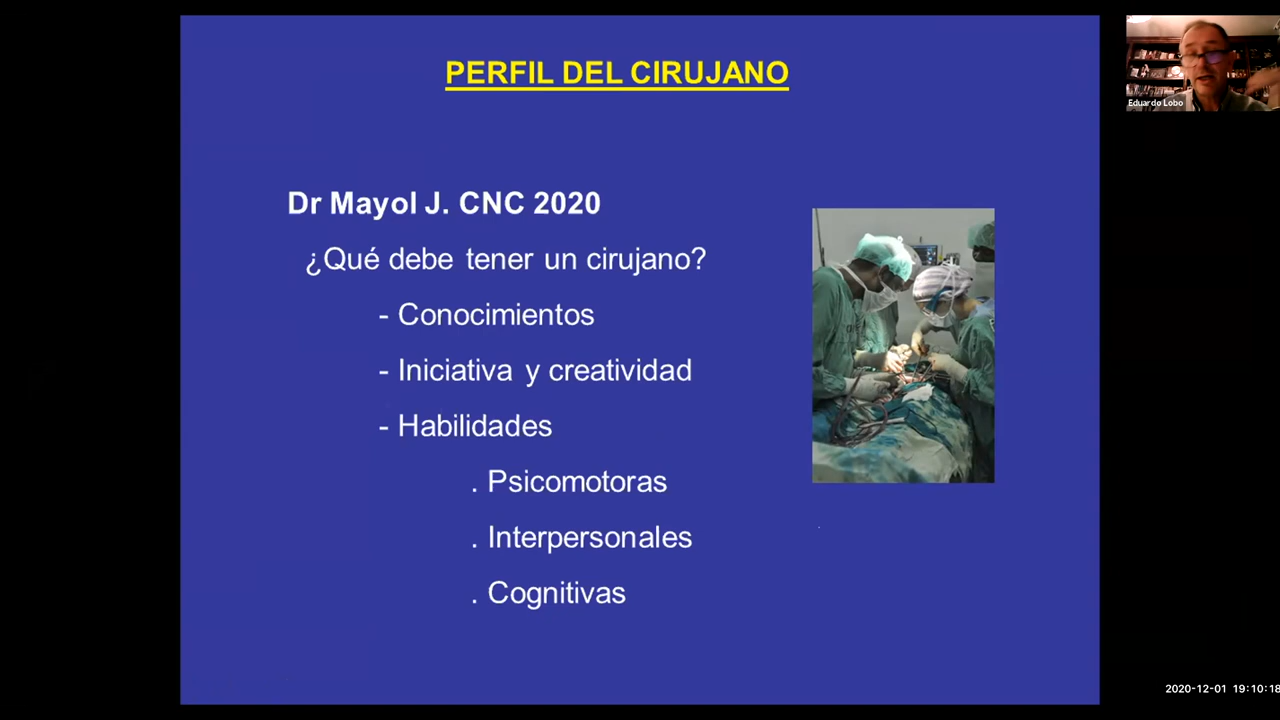 PERFIL DEL CIRUJANO
Eduardo Lobo
Dr Mayol J. CNC 2020
¿Qué debe tener un cirujano?
- Conocimientos
- Iniciativa y creatividad
- Habilidades
. Psicomotoras
. Interpersonales
. Cognitivas
2020-12-01 19:10:18